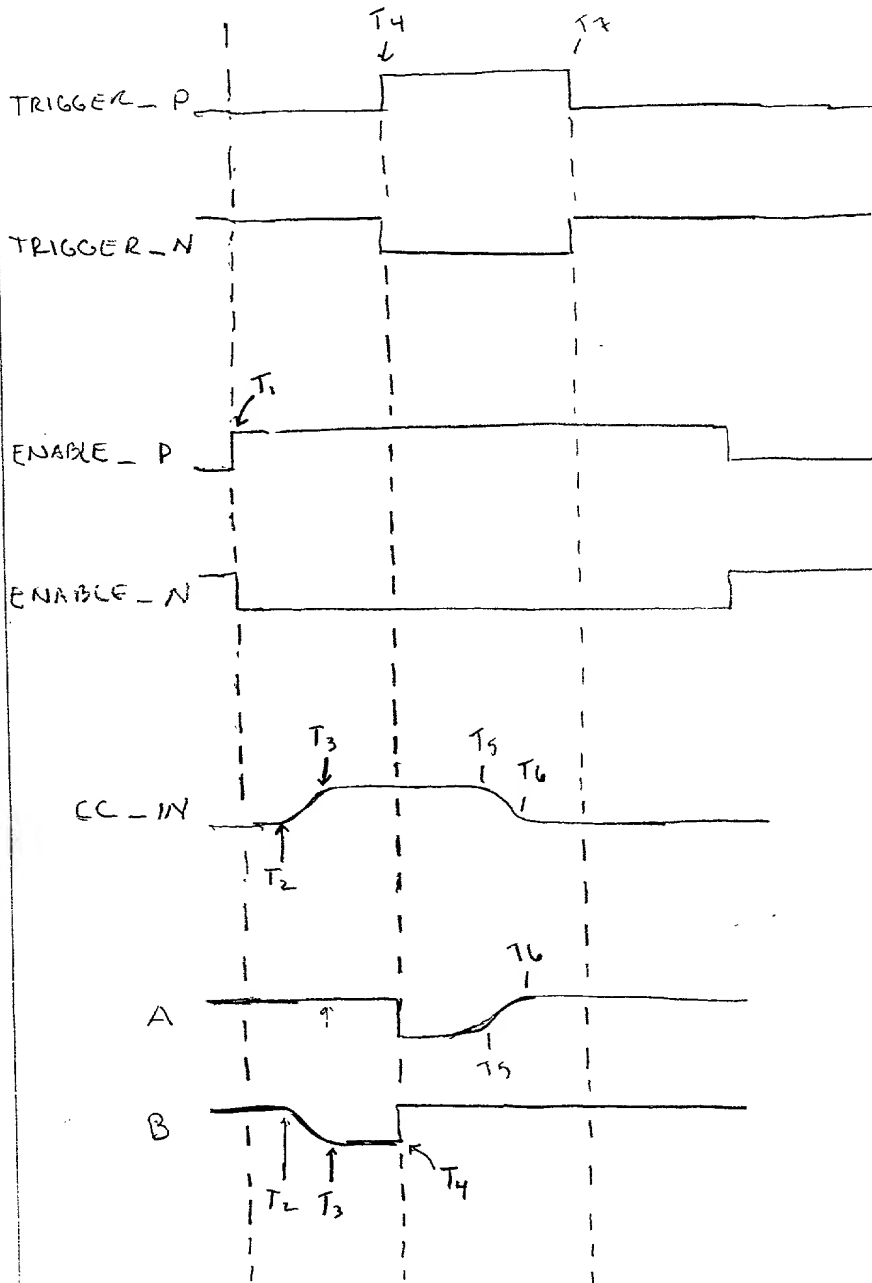 T4 T7
TRIGGER_P
TRIGGER_N
T1
ENABLE_P
ENABLE_N
T3 T5 T6
CC_IN
T2
T6
A
T5
B
T2 T3 T4